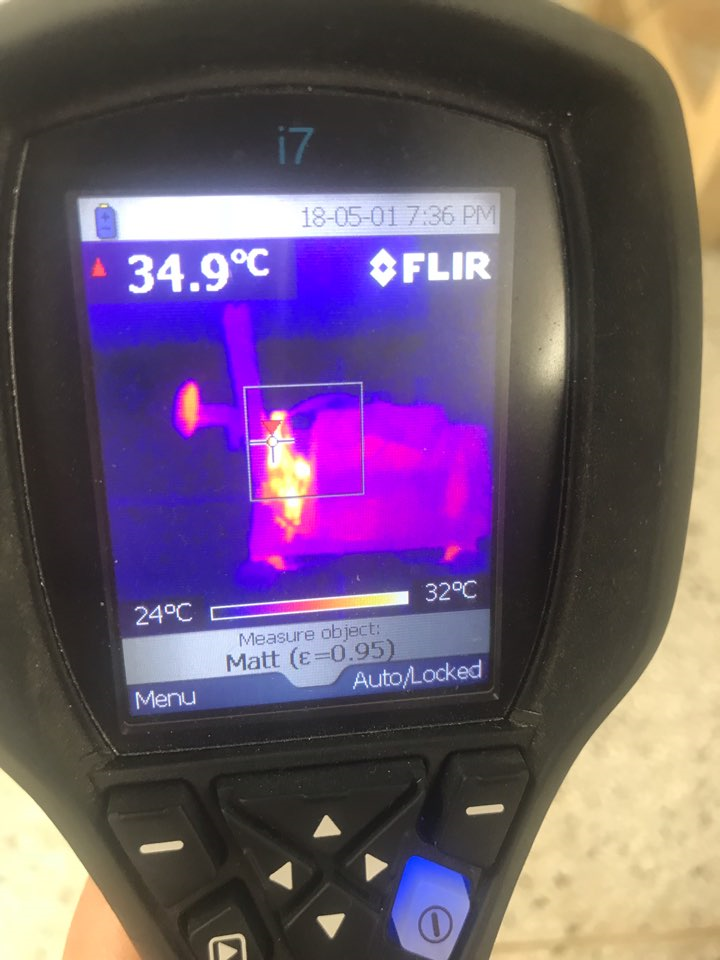 i7
18-05-01 7:36 PM
34.9°C FLIR
24°C 32°C
Measure object:
Matt (ε=0.95)
Menu Auto/Locked